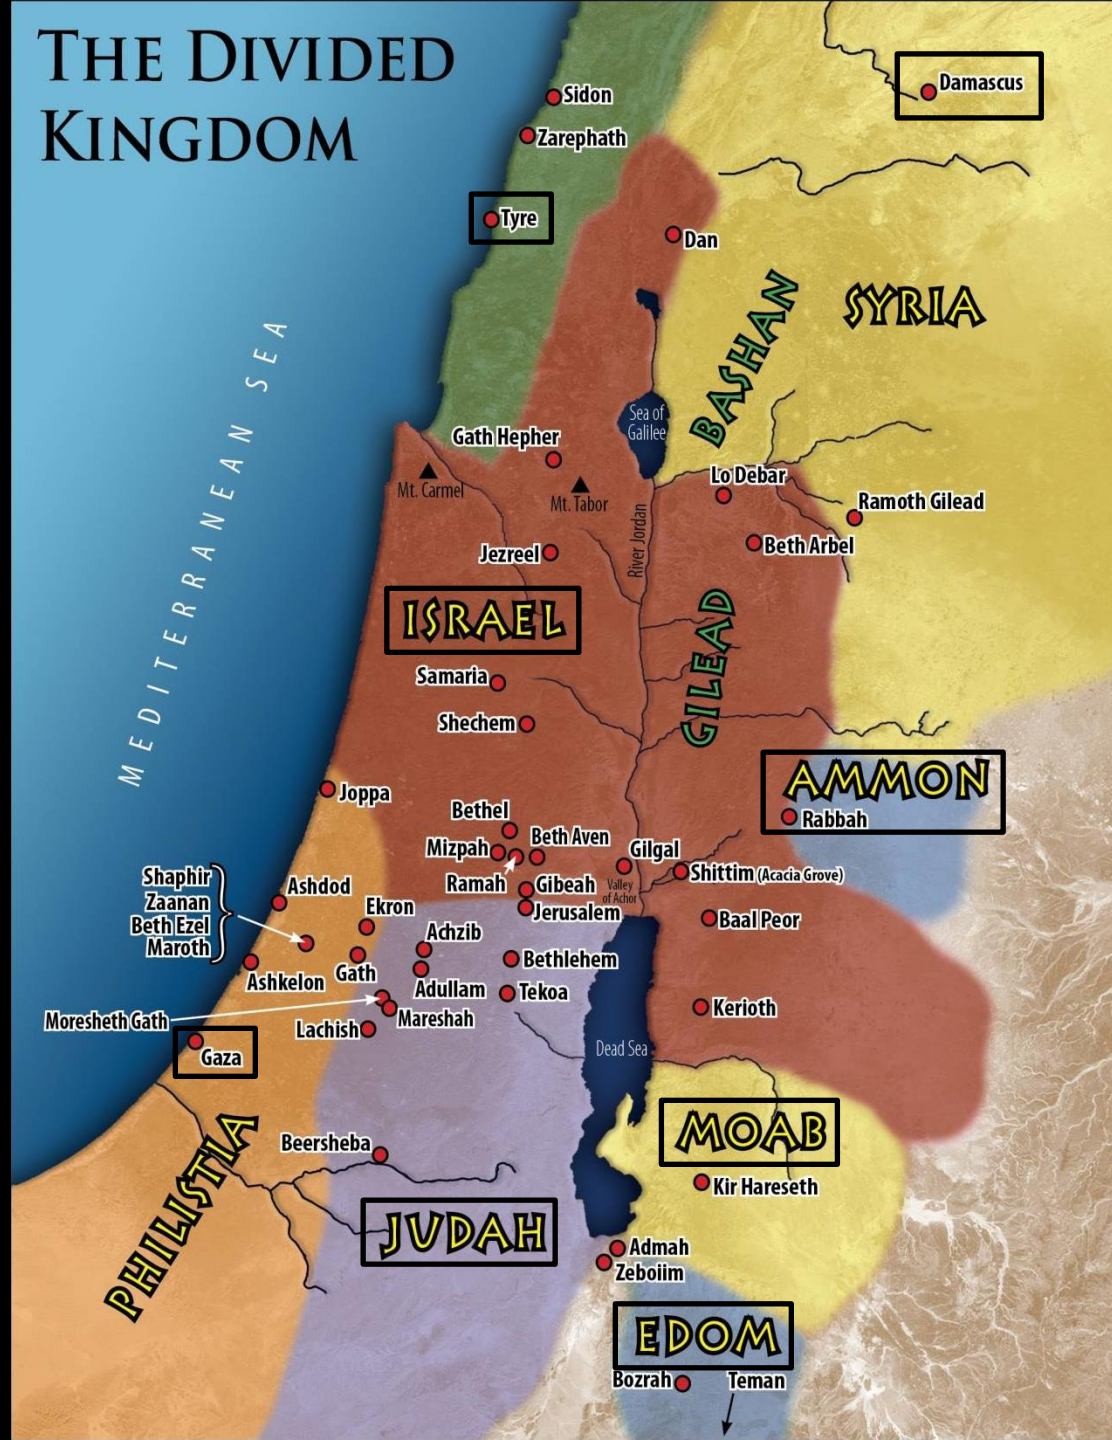 THE DIVIDED
KINGDOM
Damascus
Sidon
Zarephath
Tyre
Dan
SYRIA
BASHAN
MEDITERRANEAN SEA
Sea of
Galilee
Gath Hepher
Mt. Carmel
Mt. Tabor
Lo Debar
Ramoth Gilead
River Jordan
Beth Arbel
Jezreel
ISRAEL
GILEAD
Samaria
Shechem
AMMON
Rabbah
Joppa
Bethel
Mizpah
Beth Aven
Ramah
Gilgal
Shittim (Acacia Grove)
Gibeah
Valley
of Achor
Jerusalem
Baal Peor
Shaphir
Zaanan
Beth Ezel
Maroth
Ashdod
Ekron
Achzib
Bethlehem
Ashkelon
Gath
Adullam
Tekoa
Kerioth
Moresheth Gath
Mareshah
Lachish
Gaza
Dead Sea
MOAB
PHILISTIA
Beersheba
Kir Hareseth
JUDAH
Admah
Zeboiim
EDOM
Bozrah
Teman